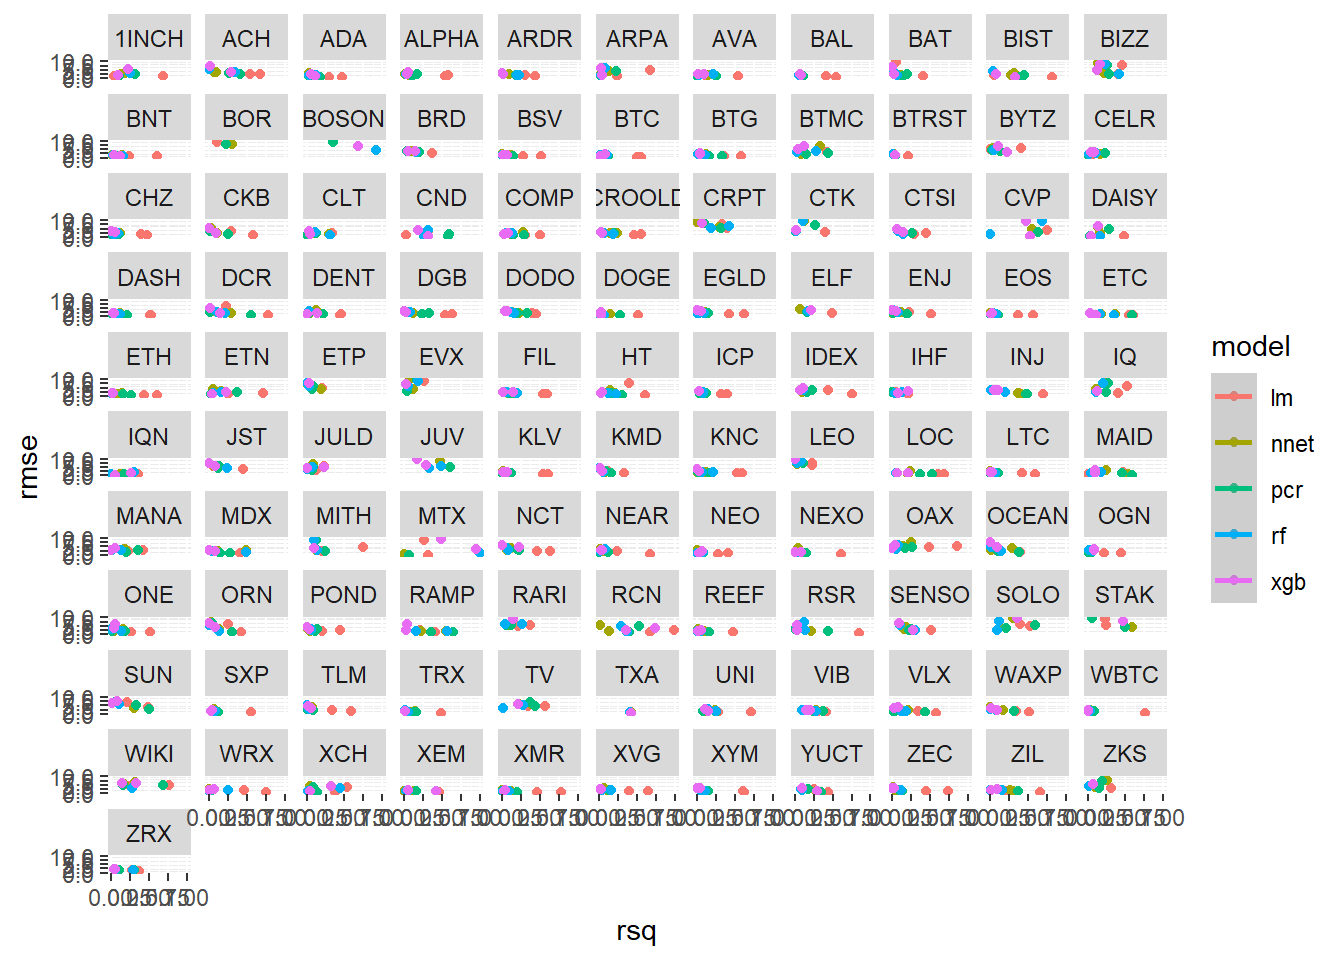 1INCH ACH ADA ALPHA ARDR ARPA AVA BAL BAT BIST BIZZ
BNT BOR BOSON BRD BSV BTC BTG BTMC BTRST BYTZ CELR
CHZ CKB CLT CND COMP CROOLD CRPT CTK CTSI CVP DAISY
DASH DCR DENT DGB DODO DOGE EGLD ELF ENJ EOS ETC
model
ETH ETN ETP EVX FIL HT ICP IDEX IHF INJ IQ
lm
nnet
rmse
IQN JST JULD JUV KLV KMD KNC LEO LOC LTC MAID
pcr
MANA MDX MITH MTX NCT NEAR NEO NEXO OAX OCEAN OGN
rf
xgb
ONE ORN POND RAMP RARI RCN REEF RSR SENSO SOLO STAK
SUN SXP TLM TRX TV TXA UNI VIB VLX WAXP WBTC
WIKI WRX XCH XEM XMR XVG XYM YUCT ZEC ZIL ZKS
ZRX
0.00 0.25 0.50 0.75
rsq